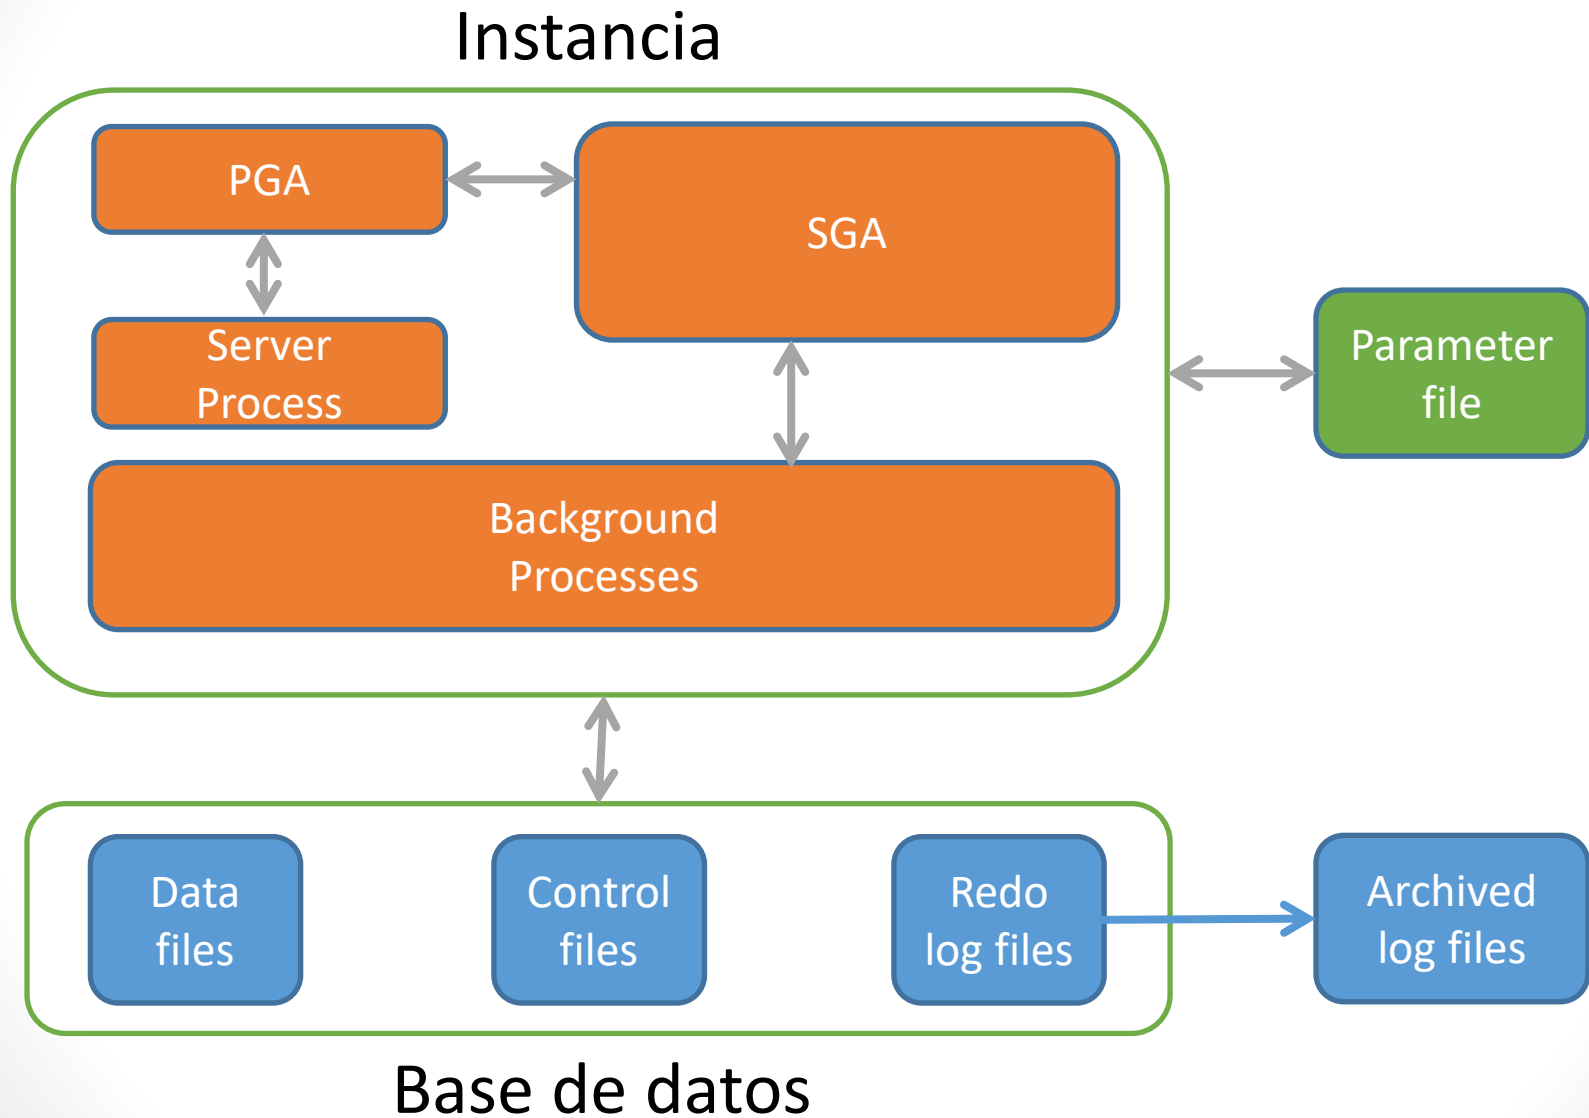 Instancia
PGA
SGA
Server
Process
Parameter
file
Background
Processes
Data
files
Control
files
Redo
log files
Archived
log files
Base de datos